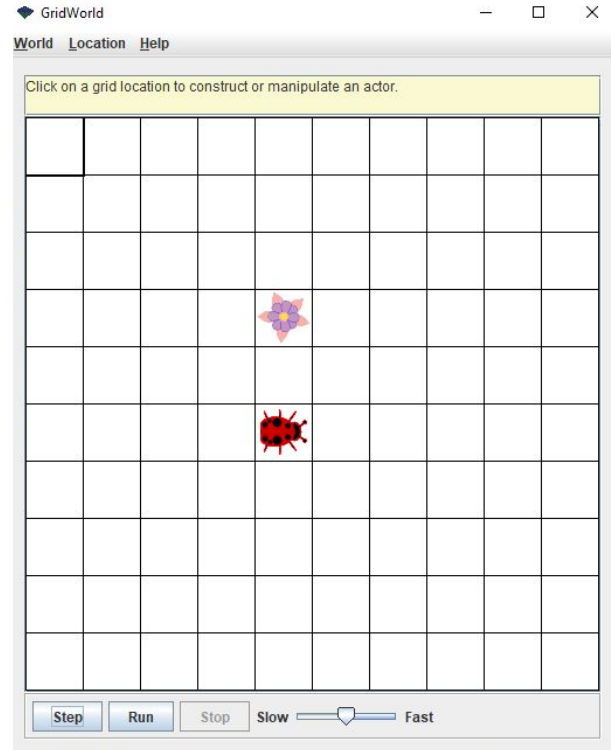 GridWorld
World Location Help
Click on a grid location to construct or manipulate an actor.
Step Run Stop Slow Fast